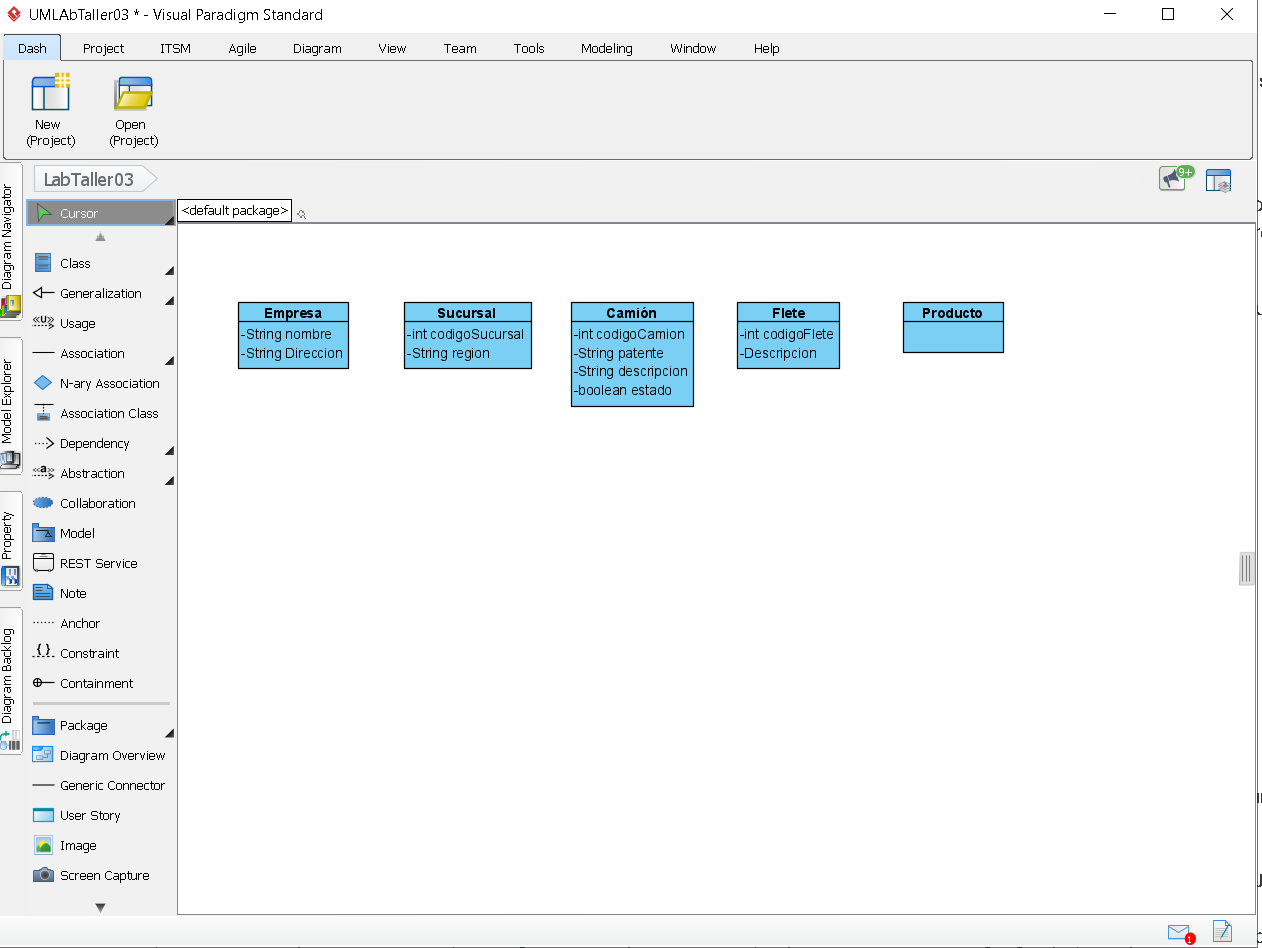 UMLAbTaller03 * - Visual Paradigm Standard
Dash Project ITSM Agile Diagram View Team Tools Modeling Window Help
New
(Project)
Open
(Project)
LabTaller03
9+
Diagram Navigator
Model Explorer
Property
Diagram Backlog
Cursor
<default package>
Class
Generalization
<<U>>
Usage
Association
N-ary Association
Association Class
Dependency
<<a>>
Abstraction
Collaboration
Model
REST Service
Note
Anchor
{}
Constraint
Containment
Package
Diagram Overview
Generic Connector
User Story
Image
Screen Capture
Empresa
-String nombre
-String Direccion
Sucursal
-int codigoSucursal
-String region
Camión
-int codigoCamion
-String patente
-String descripcion
-boolean estado
Flete
-int codigoFlete
-Descripcion
Producto
1